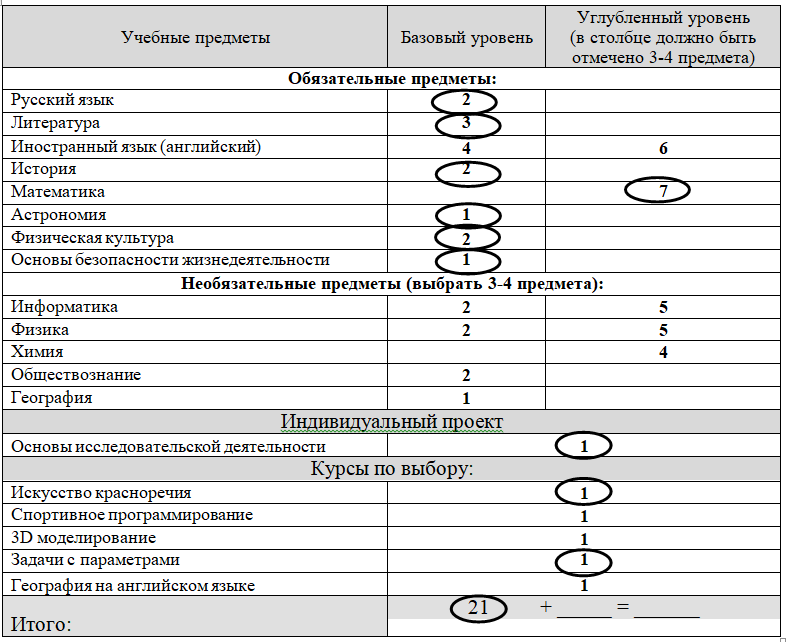 Учебные предметы Базовый уровень Углубленный уровень
(в столбце должно быть
отмечено 3-4 предмета)
Обязательные предметы:
Русский язык 2
Литература 3
Иностранный язык (английский) 4 6
История 2
Математика 7
Астрономия 1
Физическая культура 2
Основы безопасности жизнедеятельности 1
Необязательные предметы (выбрать 3-4 предмета):
Информатика 2 5
Физика 2 5
Химия 4
Обществознание 2
География 1
Индивидуальный проект
Основы исследовательской деятельности 1
Курсы по выбору:
Искусство красноречия 1
Спортивное программирование 1
3D моделирование 1
Задачи с параметрами 1
География на английском языке 1
Итого: 21 + _____ = ______